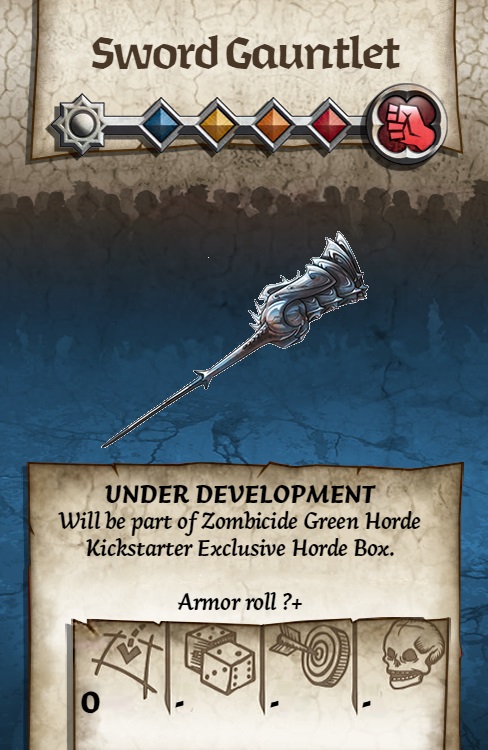 Sword Gauntlet
UNDER DEVELOPMENT
Will be part of Zombicide Green Horde
Kickstarter Exclusive Horde Box.
Armor roll ?+
0 - - -